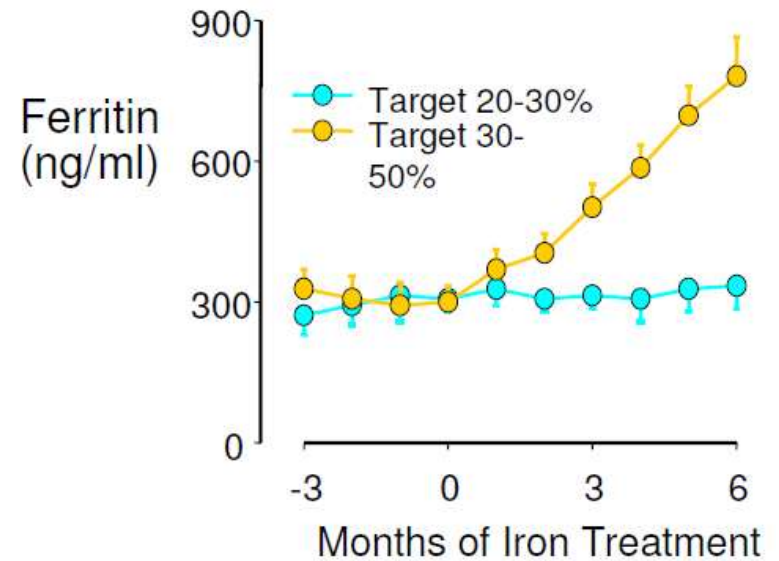 900
Target 20-30%
Ferritin
Target 30-
(ng/ml)
600
50%
300
0
-3 0 3 6
Months of Iron Treatment